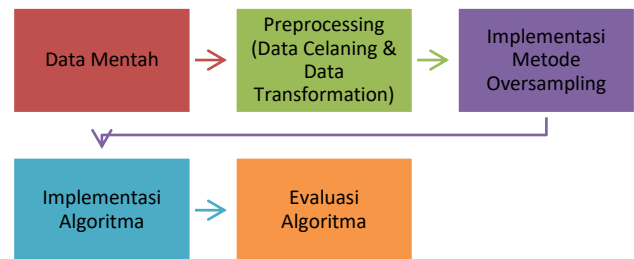 Data Mentah
Preprocessing
(Data Celaning &
Data
Transformation)
Implementasi
Metode
Oversampling
Implementasi
Algoritma
Evaluasi
Algoritma